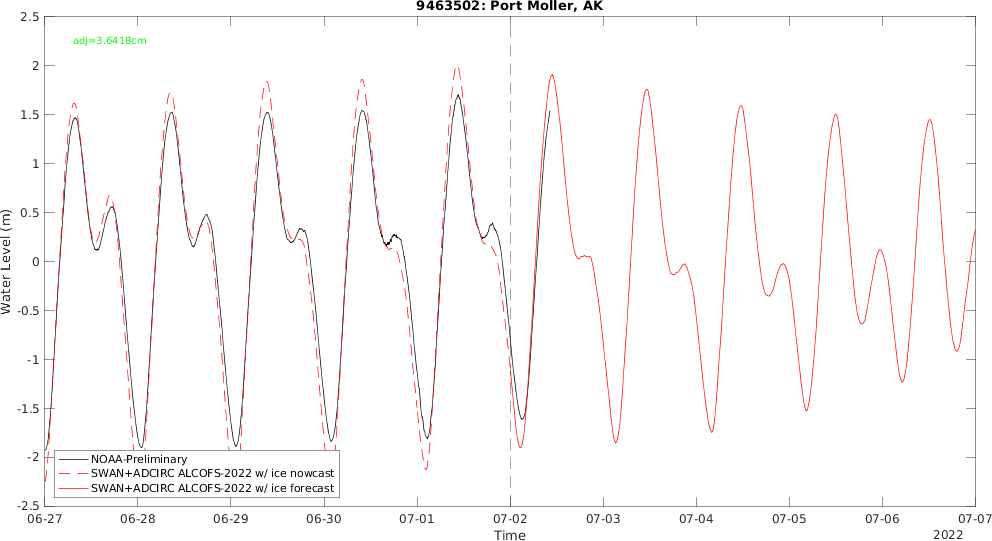 9463502: Port Moller, AK
adj=3.6418cm
Water Level (m)
2.5
2
1.5
1
0.5
0
-0.5
-1
-1.5
-2
-2.5
NOAA-Preliminary
SWAN+ADCIRC ALCOFS-2022 w/ ice nowcast
SWAN+ADCIRC ALCOFS-2022 w/ ice forecast
06-27 06-28 06-29 06-30 07-01 07-02 07-03 07-04 07-05 07-06 07-07
Time
2022